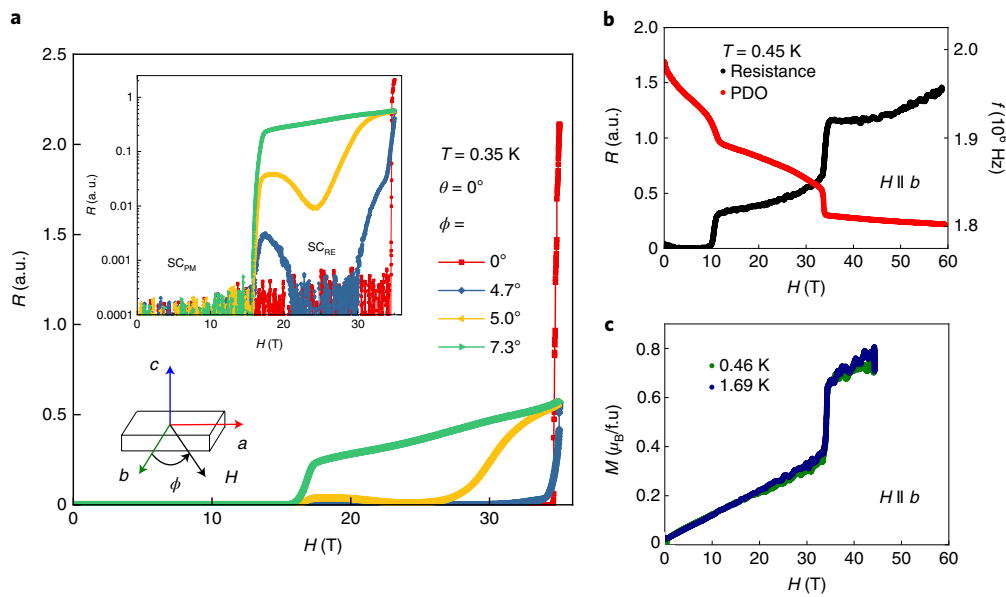 a
2.5
2.0
1.5
1.0
0.5
0
R (a.u.)
0
10
20
30
H (T)
1
0.1
0.01
0.001
0.0001
R (a. u.)
SC_PM
SC_RE
0
10
20
30
H (T)
T = 0.35 K
θ = 0°
ϕ =
0°
4.7°
5.0°
7.3°
c
a
b
ϕ
H
b
2.0
1.5
1.0
0.5
0
R (a.u.)
T = 0.45 K
Resistance
PDO
H ∥ b
2.0
1.9
1.8
0
10
20
30
40
50
60
H (T)
c
0.8
0.6
0.4
0.2
0
M (μ_B/f.u)
0.46 K
1.69 K
H ∥ b
0
10
20
30
40
50
60
H (T)